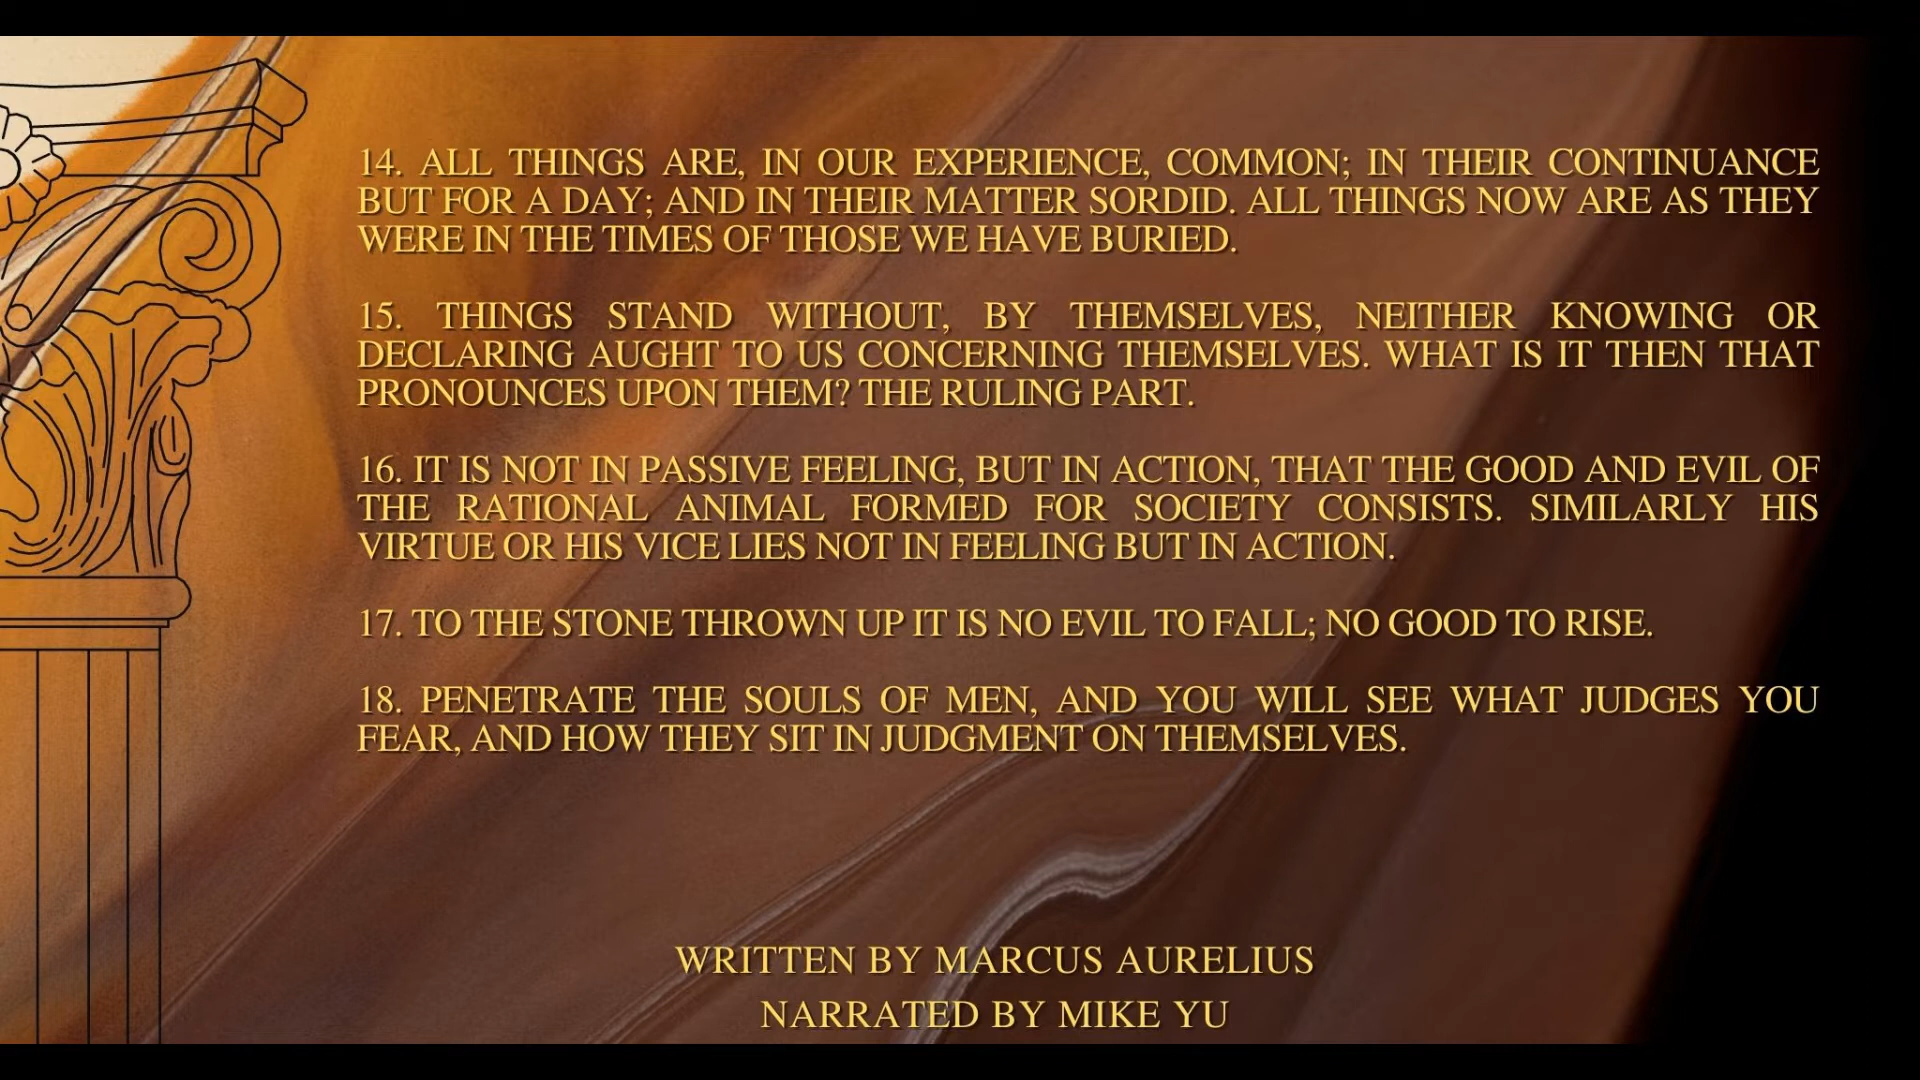 14. ALL THINGS ARE, IN OUR EXPERIENCE, COMMON; IN THEIR CONTINUANCE
BUT FOR A DAY; AND IN THEIR MATTER SORDID. ALL THINGS NOW ARE AS THEY
WERE IN THE TIMES OF THOSE WE HAVE BURIED.
15. THINGS STAND WITHOUT, BY THEMSELVES, NEITHER KNOWING OR
DECLARING AUGHT TO US CONCERNING THEMSELVES. WHAT IS IT THEN THAT
PRONOUNCES UPON THEM? THE RULING PART.
16. IT IS NOT IN PASSIVE FEELING, BUT IN ACTION, THAT THE GOOD AND EVIL OF
THE RATIONAL ANIMAL FORMED FOR SOCIETY CONSISTS. SIMILARLY HIS
VIRTUE OR HIS VICE LIES NOT IN FEELING BUT IN ACTION.
17. TO THE STONE THROWN UP IT IS NO EVIL TO FALL; NO GOOD TO RISE.
18. PENETRATE THE SOULS OF MEN, AND YOU WILL SEE WHAT JUDGES YOU
FEAR, AND HOW THEY SIT IN JUDGMENT ON THEMSELVES.
WRITTEN BY MARCUS AURELIUS
NARRATED BY MIKE YU